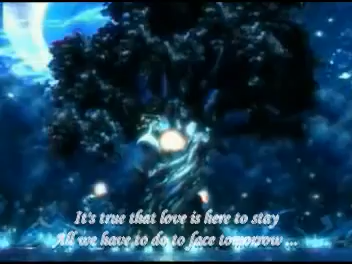 It's true that love is here to stay
All we have to do to face tomorrow ...